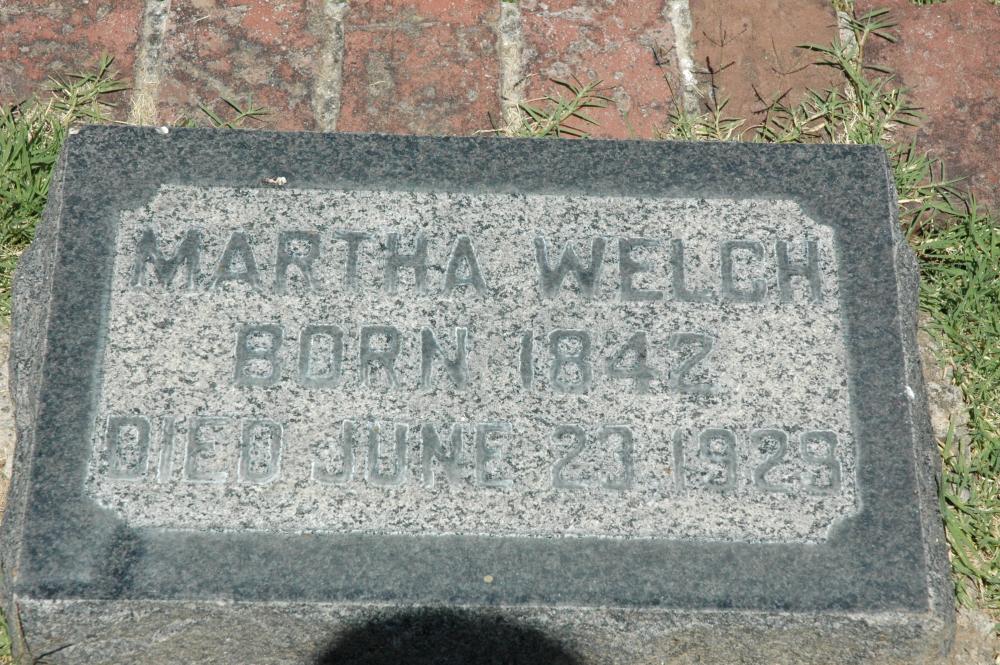 MARTHA WELCH
BORN 1842
DIED JUNE 23 1929